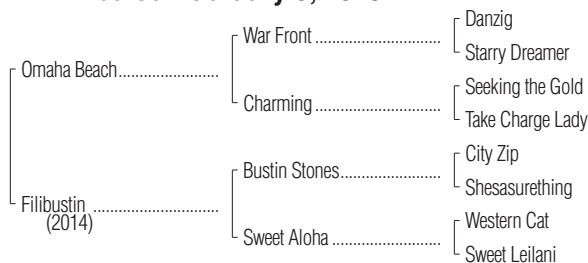 Danzig
War Front ....................
Starry Dreamer
Omaha Beach.........................
Seeking the Gold
Charming ........................
Take Charge Lady
City Zip
Bustin Stones..................
Shesasurething
Filibustin ...............................
(2014)
Western Cat
Sweet Aloha ....................
Sweet Leilani